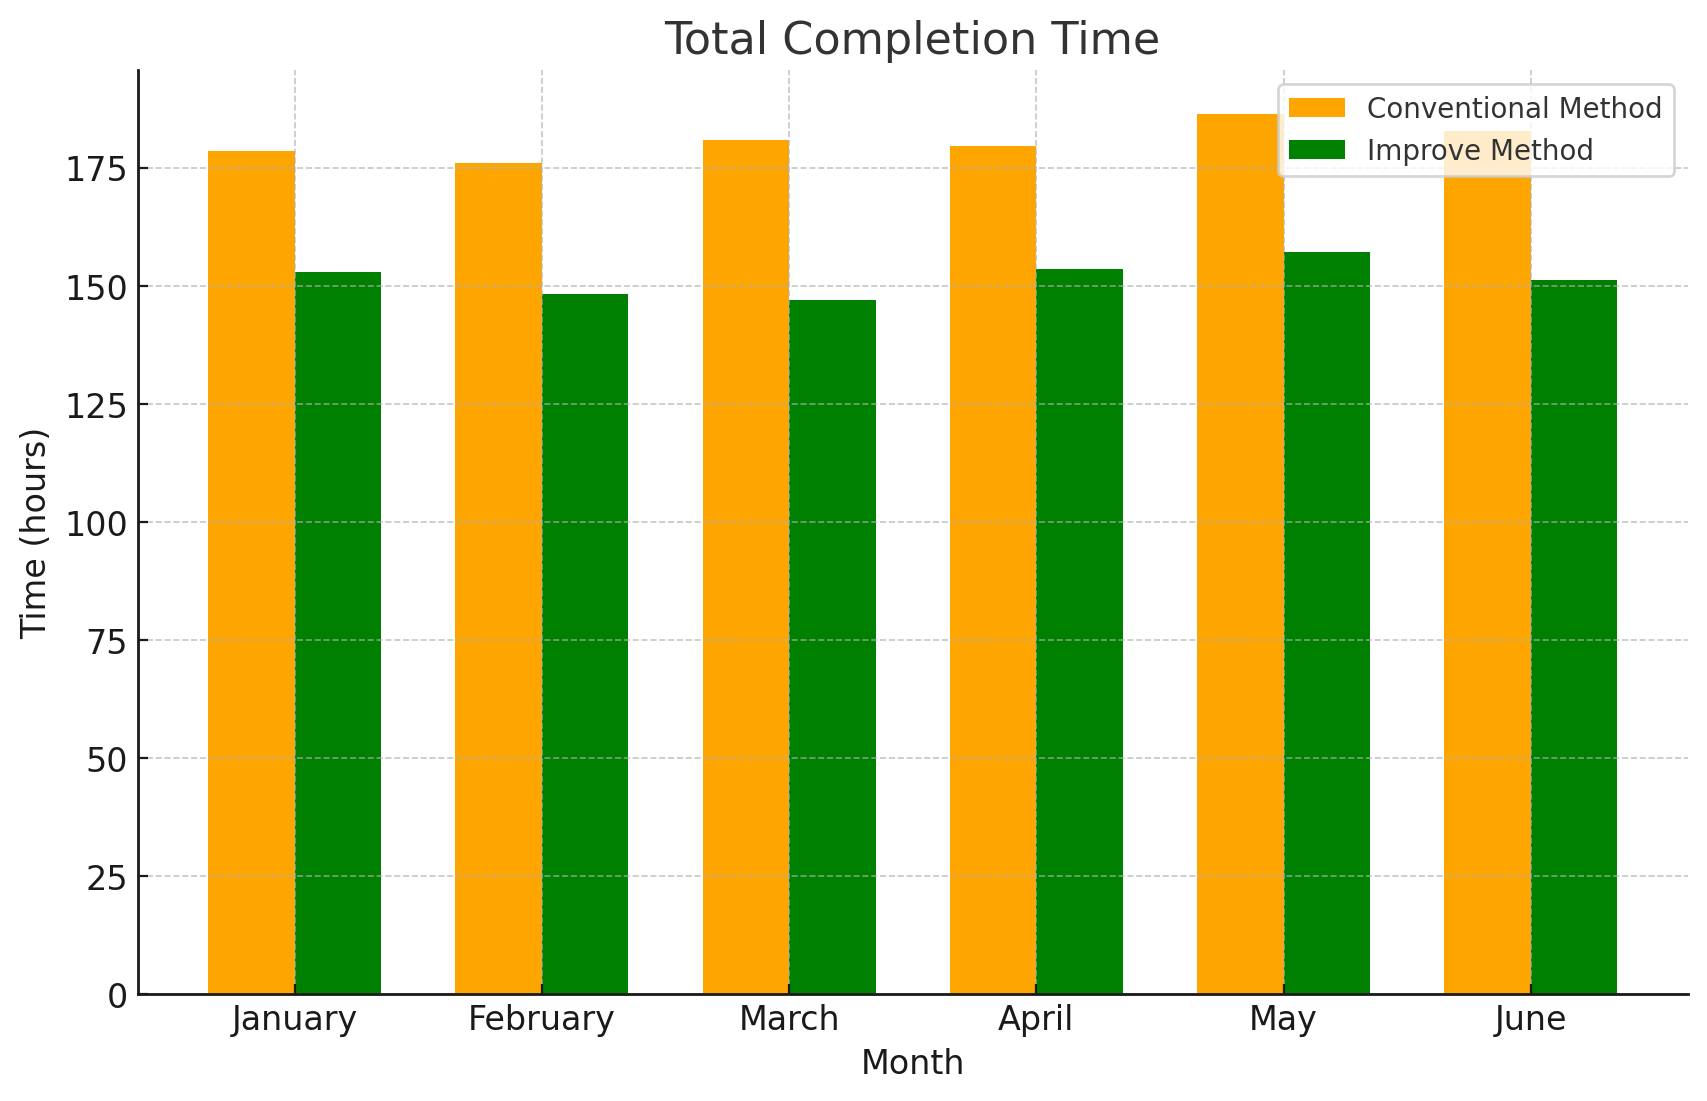 Total Completion Time
Conventional Method
Improve Method
175
150
125
100
75
50
25
0
Time (hours)
January February March April May June
Month